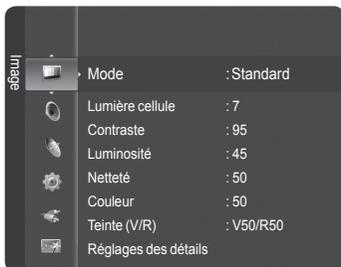 Image
Mode : Standard
Lumière cellule : 7
Contraste : 95
Luminosité : 45
Netteté : 50
Couleur : 50
Teinte (V/R) : V50/R50
Réglages des détails